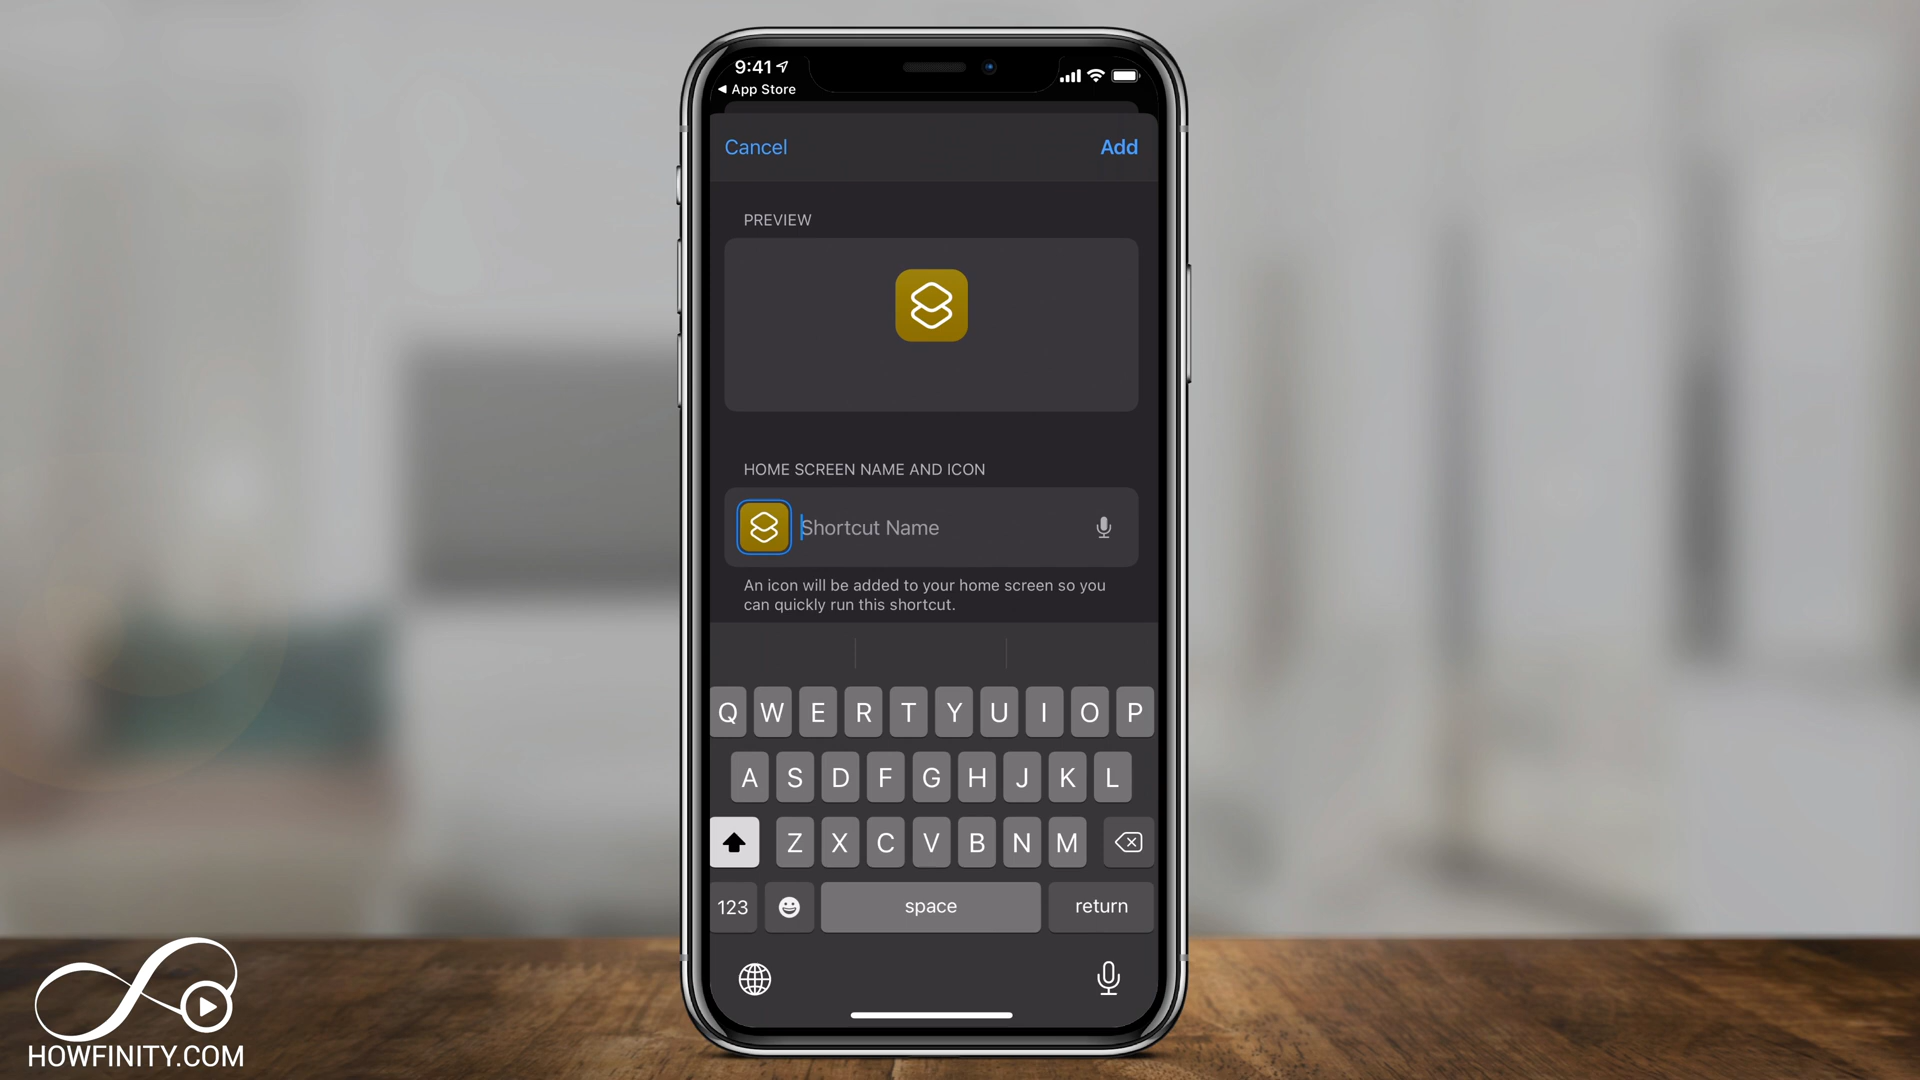 9:41
◀ App Store
Cancel
Add
PREVIEW
HOME SCREEN NAME AND ICON
Shortcut Name
An icon will be added to your home screen so you
can quickly run this shortcut.
Q W E R T Y U I O P
A S D F G H J K L
Z X C V B N M
123 space return
HOWFINITY.COM